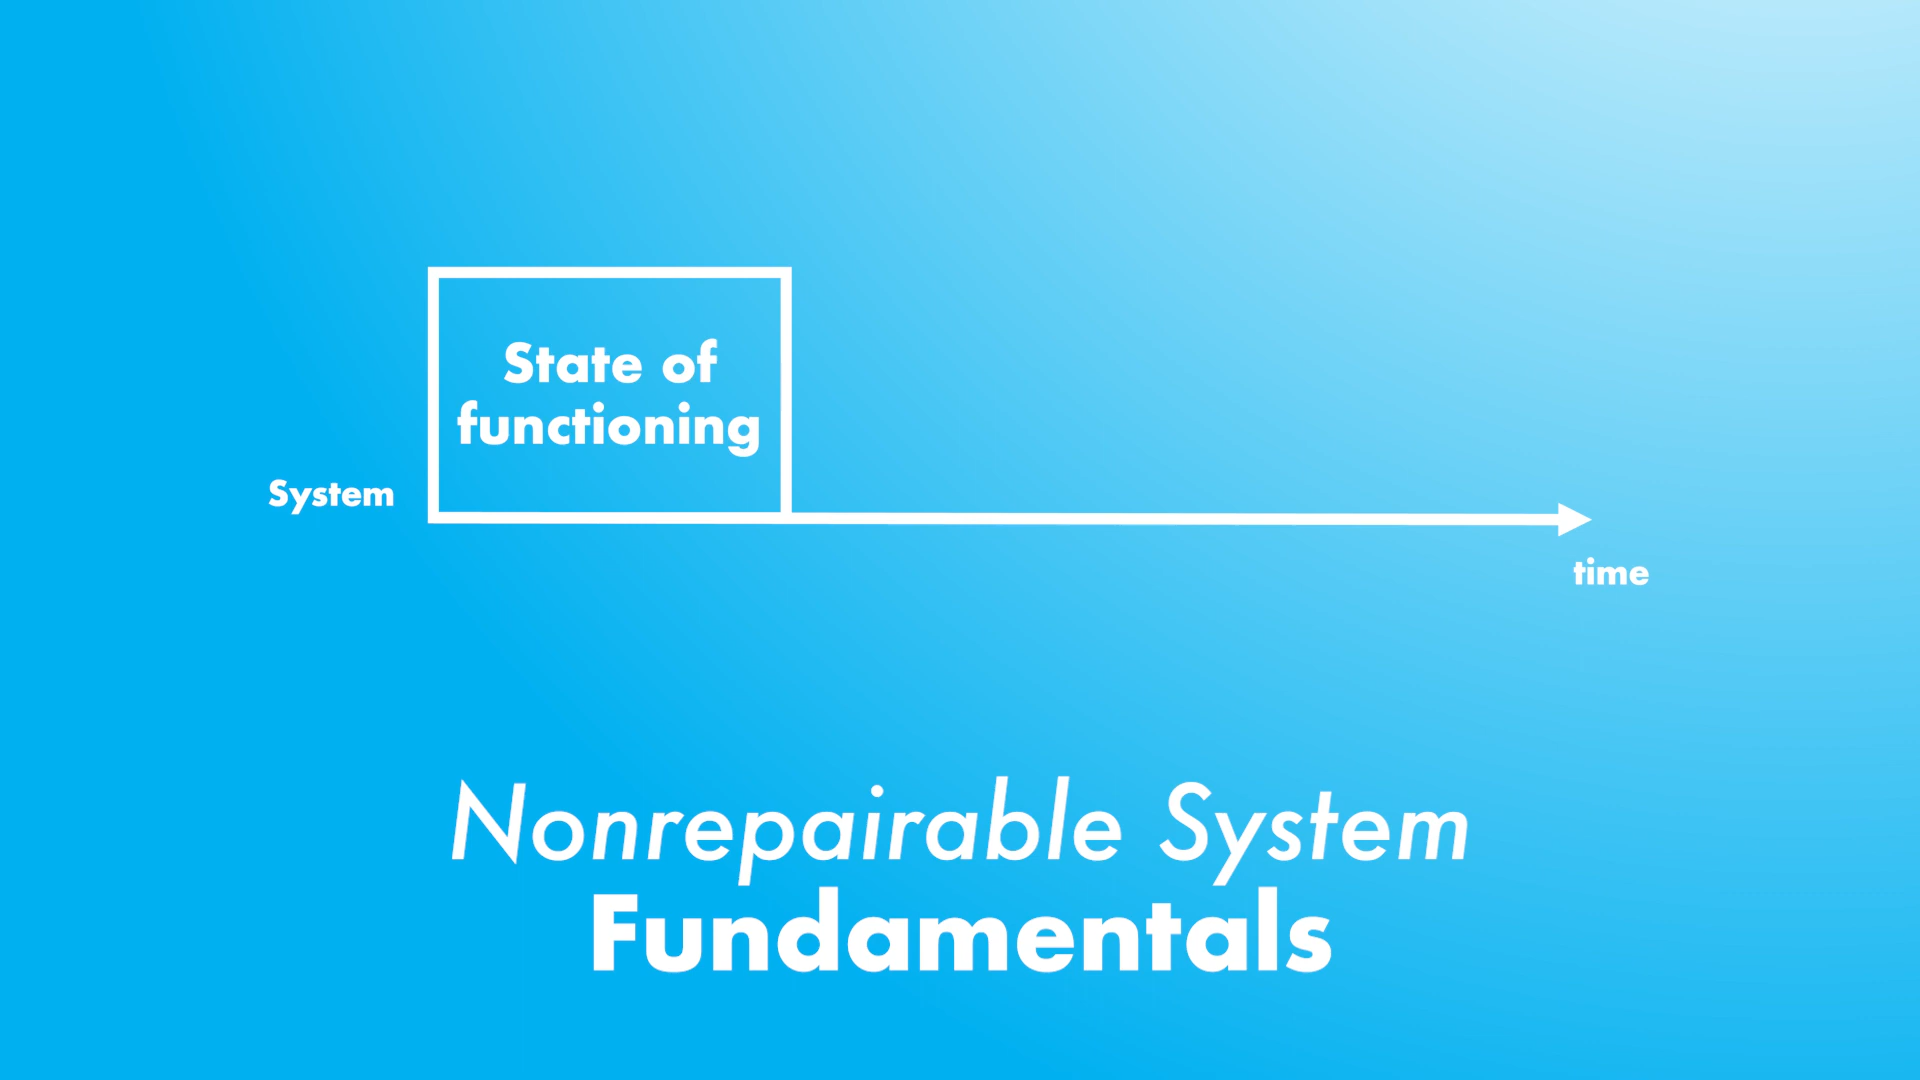 State of
functioning
System
time
Nonrepairable System
Fundamentals